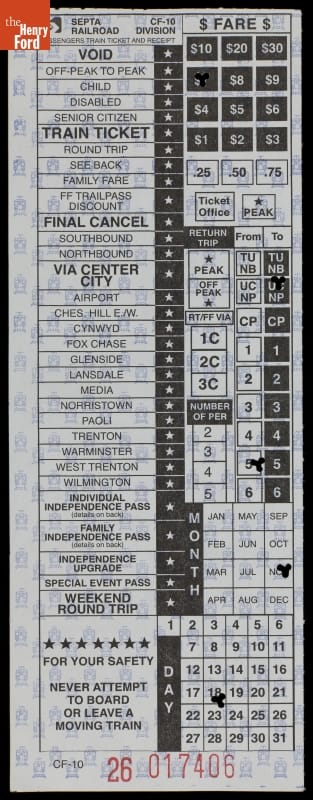 the
Henry
Ford
SEPTA
RAILROAD
CF-10
DIVISION
PASSENGERS TRAIN TICKET AND RECEIPT
VOID
OFF-PEAK TO PEAK
CHILD
DISABLED
SENIOR CITIZEN
TRAIN TICKET
ROUND TRIP
SEE BACK
FAMILY FARE
FF TRAILPASS
DISCOUNT
FINAL CANCEL
SOUTHBOUND
NORTHBOUND
VIA CENTER
CITY
AIRPORT
CHES. HILL E./W.
CYNWYD
FOX CHASE
GLENSIDE
LANSDALE
MEDIA
NORRISTOWN
PAOLI
TRENTON
WARMINSTER
WEST TRENTON
WILMINGTON
INDIVIDUAL
INDEPENDENCE PASS
(details on back)
FAMILY
INDEPENDENCE PASS
(details on back)
INDEPENDENCE
UPGRADE
SPECIAL EVENT PASS
WEEKEND
ROUND TRIP
$ FARE $
$10 $20 $30
$8 $9
$4 $5 $6
$1 $2 $3
.25 .50 .75
Ticket
Office
PEAK
RETURN
TRIP
From To
PEAK
OFF
PEAK
TU
NB
TU
NB
UC
NP
NP
RT/FF VIA
CP CP
1C
2C
3C
1 1
2 2
3 3
4 4
5 5
6 6
NUMBER
OF PER
2
3
4
5
MONTH
JAN MAY SEP
FEB JUN OCT
MAR JUL NO
APR AUG DEC
DAY
1 2 3 4 5 6
7 8 9 10 11
12 13 14 15 16
17 18 19 20 21
22 23 24 25 26
27 28 29 30 31
FOR YOUR SAFETY
NEVER ATTEMPT
TO BOARD
OR LEAVE A
MOVING TRAIN
CF-10
26 017406